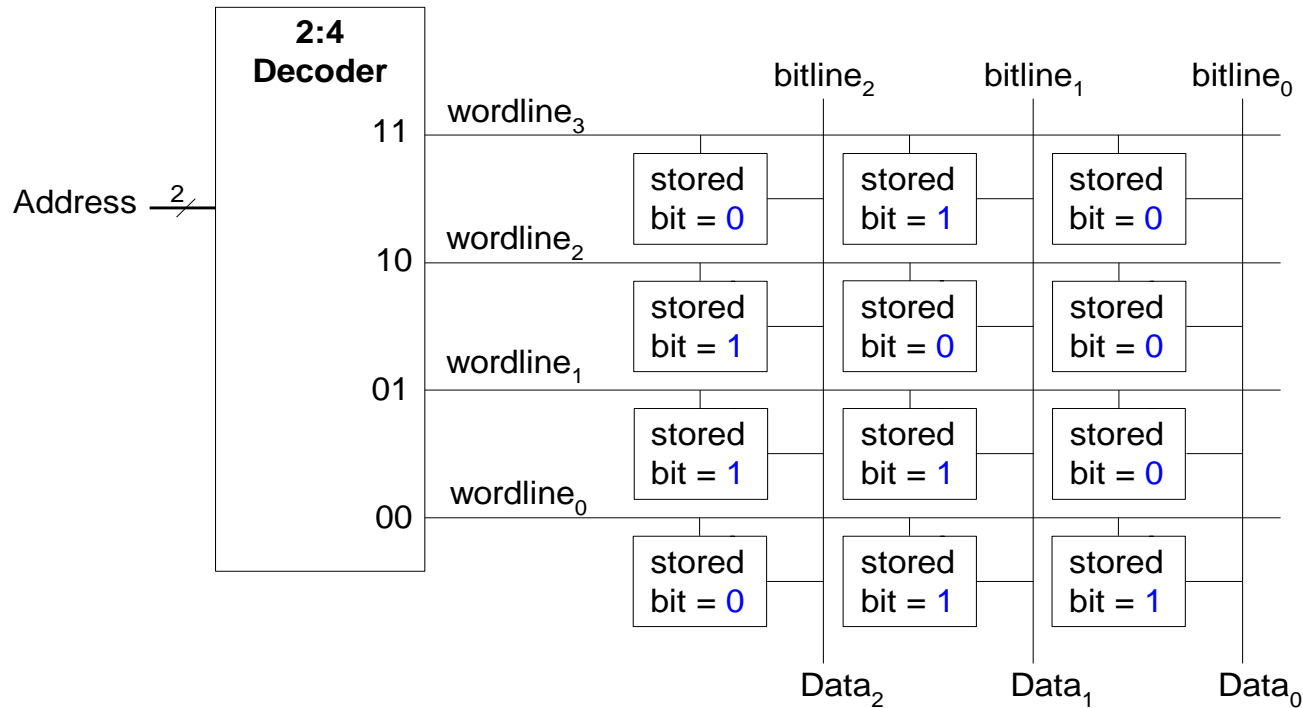 2:4
Decoder
bitline₂ bitline₁ bitline₀
wordline₃
11
stored stored stored
bit = 0 bit = 1 bit = 0
Address 2
wordline₂
10
stored stored stored
bit = 1 bit = 0 bit = 0
wordline₁
01
stored stored stored
bit = 1 bit = 1 bit = 0
wordline₀
00
stored stored stored
bit = 0 bit = 1 bit = 1
Data₂ Data₁ Data₀